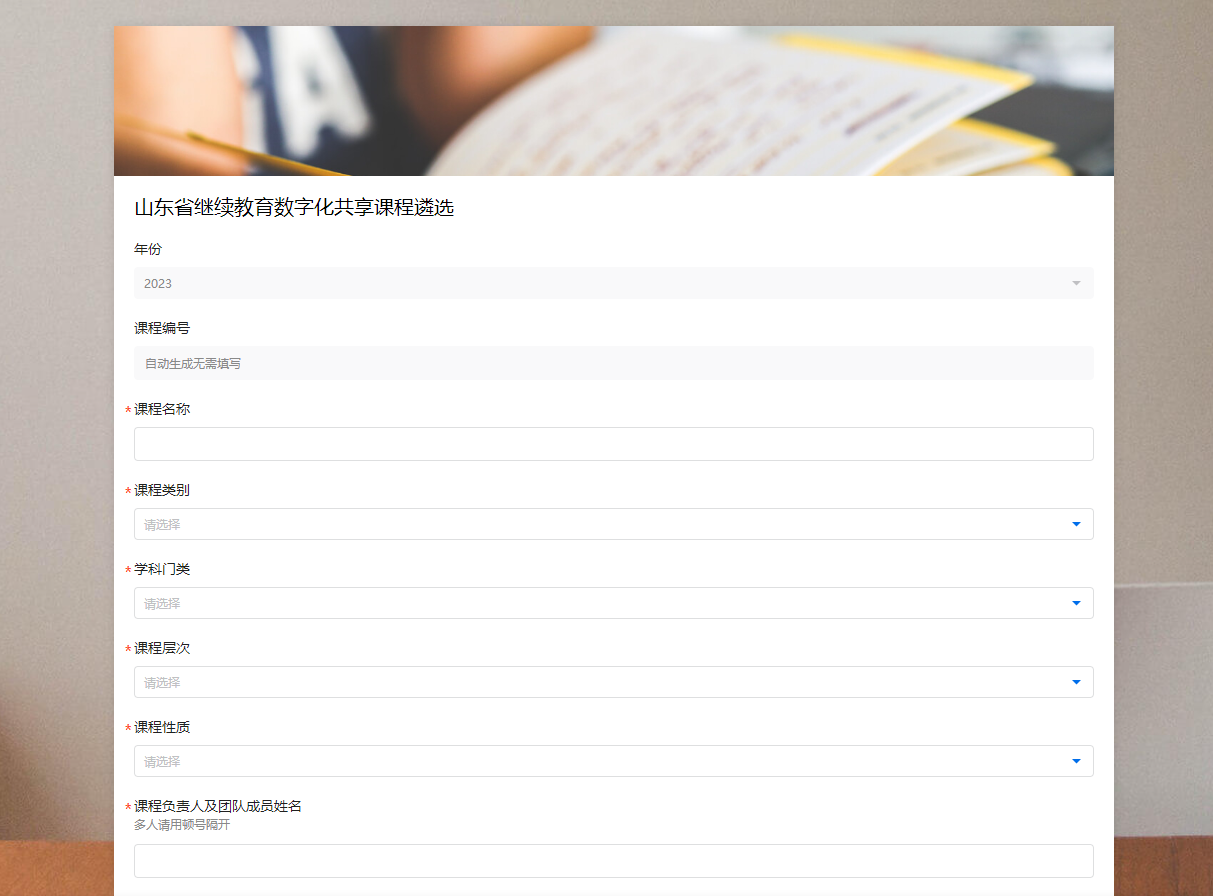 山东省继续教育数字化共享课程遴选
年份
2023
课程编号
自动生成无需填写
*课程名称
*课程类别
请选择
*学科门类
请选择
*课程层次
请选择
*课程性质
请选择
*课程负责人及团队成员姓名
多人请用顿号隔开